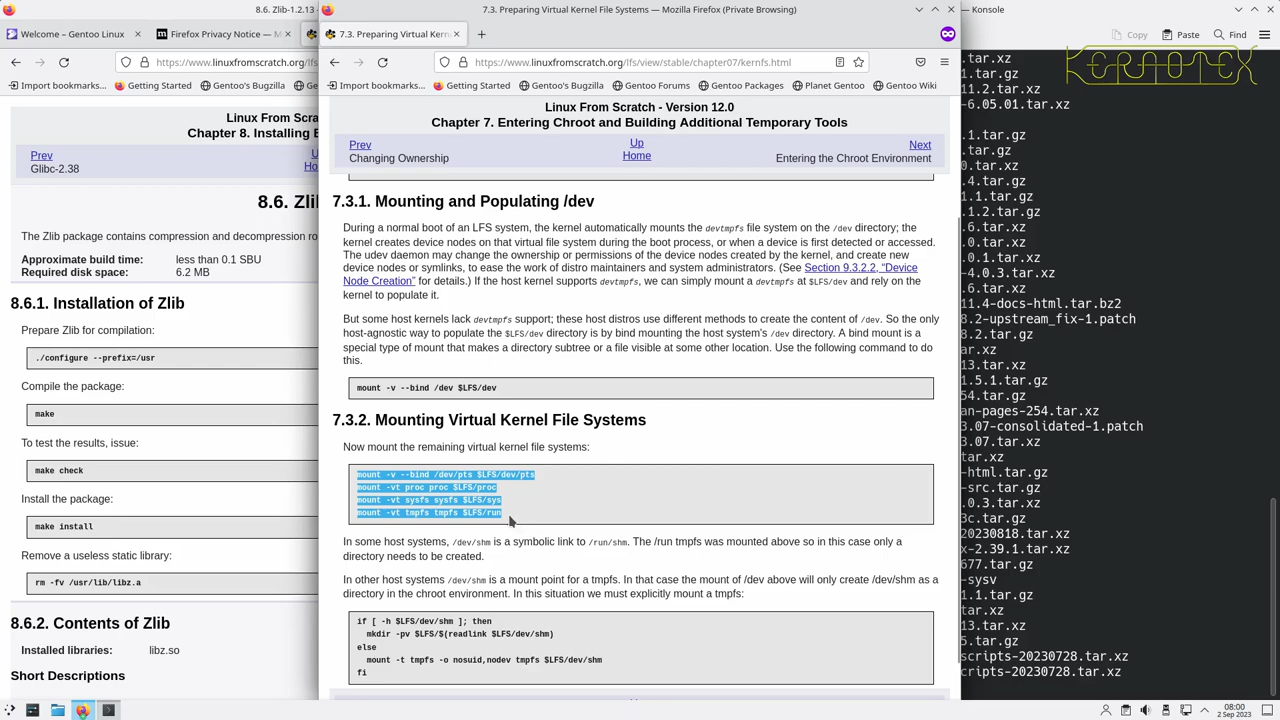 8.6. Zlib-1.2.13
7.3. Preparing Virtual Kernel File Systems — Mozilla Firefox (Private Browsing)
— Konsole
Welcome – Gentoo Linux
Firefox Privacy Notice — M
7.3. Preparing Virtual Kern
Copy
Paste
Find
https://www.linuxfromscratch.org/lfs
https://www.linuxfromscratch.org/lfs/view/stable/chapter07/kernfs.html
KERNOTEX
Import bookmarks...
Getting Started
Gentoo's Bugzilla
Import bookmarks...
Getting Started
Gentoo's Bugzilla
Gentoo Forums
Gentoo Packages
Planet Gentoo
Gentoo Wiki
Linux From Scra
Chapter 8. Installing B
Prev
Glibc-2.38
8.6. Zli
The Zlib package contains compression and decompression ro
Approximate build time: less than 0.1 SBU
Required disk space: 6.2 MB
8.6.1. Installation of Zlib
Prepare Zlib for compilation:
./configure --prefix=/usr
Compile the package:
make
To test the results, issue:
make check
Install the package:
make install
Remove a useless static library:
rm -fv /usr/lib/libz.a
8.6.2. Contents of Zlib
Installed libraries: libz.so
Short Descriptions
Linux From Scratch - Version 12.0
Chapter 7. Entering Chroot and Building Additional Temporary Tools
Prev
Changing Ownership
Up
Home
Next
Entering the Chroot Environment
7.3.1. Mounting and Populating /dev
During a normal boot of an LFS system, the kernel automatically mounts the devtmpfs file system on the /dev directory; the
kernel creates device nodes on that virtual file system during the boot process, or when a device is first detected or accessed.
The udev daemon may change the ownership or permissions of the device nodes created by the kernel, and create new
device nodes or symlinks, to ease the work of distro maintainers and system administrators. (See Section 9.3.2.2, “Device
Node Creation” for details.) If the host kernel supports devtmpfs, we can simply mount a devtmpfs at $LFS/dev and rely on the
kernel to populate it.
But some host kernels lack devtmpfs support; these host distros use different methods to create the content of /dev. So the only
host-agnostic way to populate the $LFS/dev directory is by bind mounting the host system's /dev directory. A bind mount is a
special type of mount that makes a directory subtree or a file visible at some other location. Use the following command to do
this.
mount -v --bind /dev $LFS/dev
7.3.2. Mounting Virtual Kernel File Systems
Now mount the remaining virtual kernel file systems:
mount -v --bind /dev/pts $LFS/dev/pts
mount -vt proc proc $LFS/proc
mount -vt sysfs sysfs $LFS/sys
mount -vt tmpfs tmpfs $LFS/run
In some host systems, /dev/shm is a symbolic link to /run/shm. The /run tmpfs was mounted above so in this case only a
directory needs to be created.
In other host systems /dev/shm is a mount point for a tmpfs. In that case the mount of /dev above will only create /dev/shm as a
directory in the chroot environment. In this situation we must explicitly mount a tmpfs:
if [ -h $LFS/dev/shm ]; then
mkdir -pv $LFS/$(readlink $LFS/dev/shm)
else
mount -t tmpfs -o nosuid,nodev tmpfs $LFS/dev/shm
fi
.tar.xz
1.tar.gz
11.2.tar.xz
-6.05.01.tar.xz
.1.tar.gz
.tar.gz
0.tar.xz
.4.tar.gz
1.1.tar.gz
.1.2.tar.gz
.6.tar.xz
.0.tar.xz
.0.1.tar.xz
-4.0.3.tar.xz
.6.tar.xz
11.4-docs-html.tar.bz2
8.2-upstream_fix-1.patch
8.2.tar.gz
ar.xz
13.tar.xz
1.5.1.tar.gz
54.tar.gz
an-pages-254.tar.xz
3.07-consolidated-1.patch
3.07.tar.xz
tar.xz
-html.tar.gz
-src.tar.gz
.0.3.tar.xz
3c.tar.gz
20230818.tar.xz
x-2.39.1.tar.xz
677.tar.gz
-sysv
1.1.tar.gz
tar.xz
13.tar.xz
5.tar.gz
scripts-20230728.tar.xz
cripts-20230728.tar.xz
08:00
2 Sep 2023